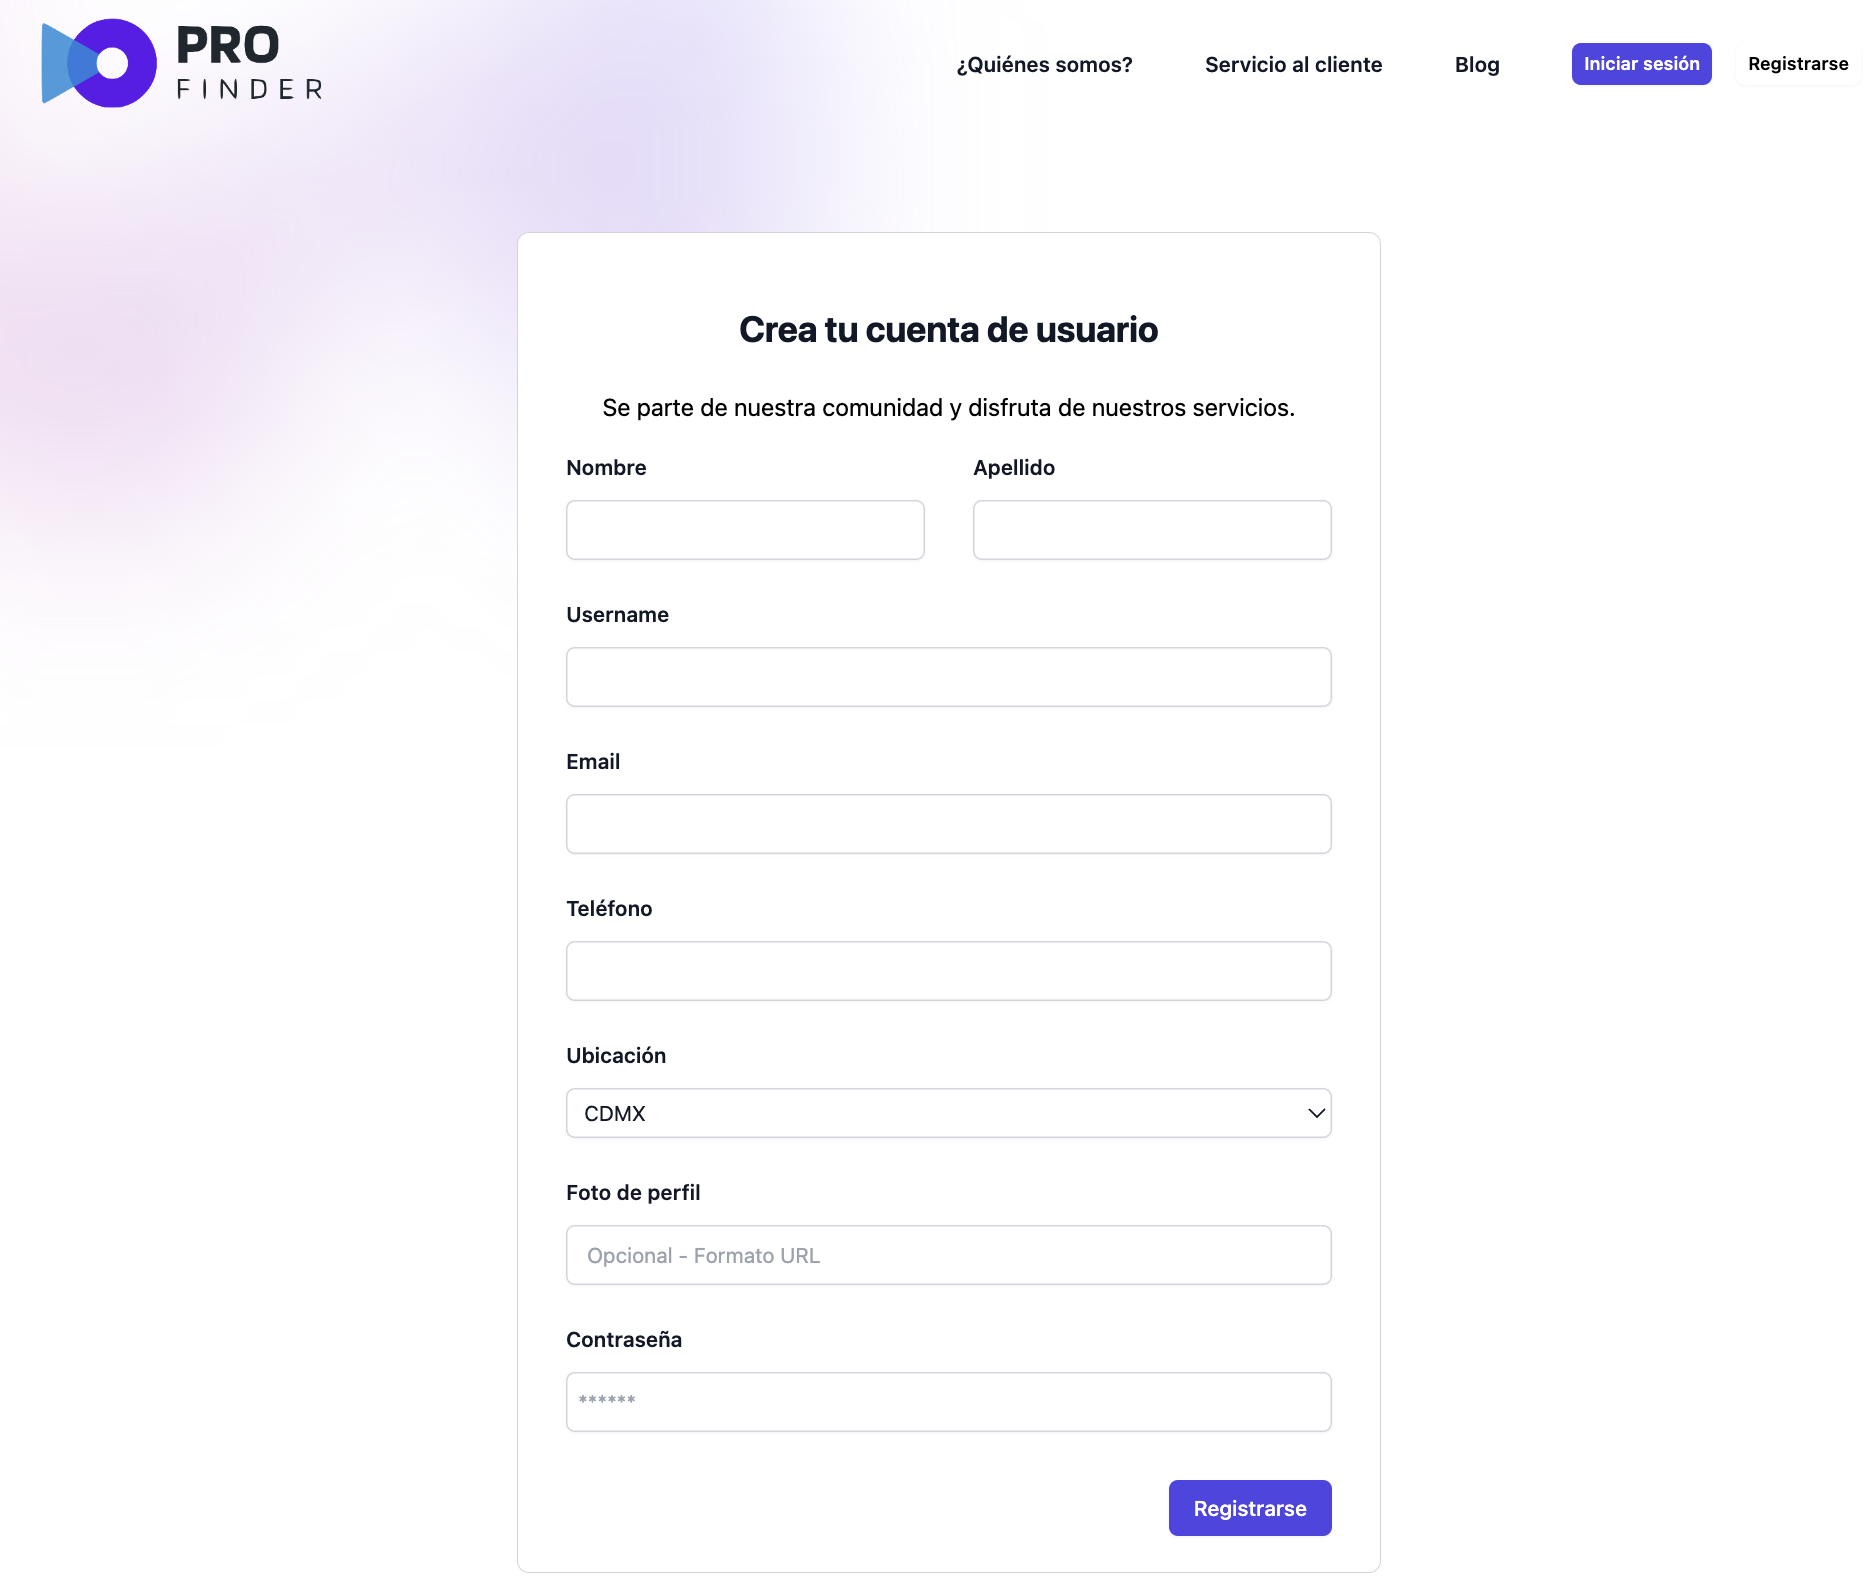 PRO
FINDER
¿Quiénes somos? Servicio al cliente Blog Iniciar sesión Registrarse
Crea tu cuenta de usuario
Se parte de nuestra comunidad y disfruta de nuestros servicios.
Nombre Apellido
Username
Email
Teléfono
Ubicación
CDMX
Foto de perfil
Opcional - Formato URL
Contraseña
******
Registrarse